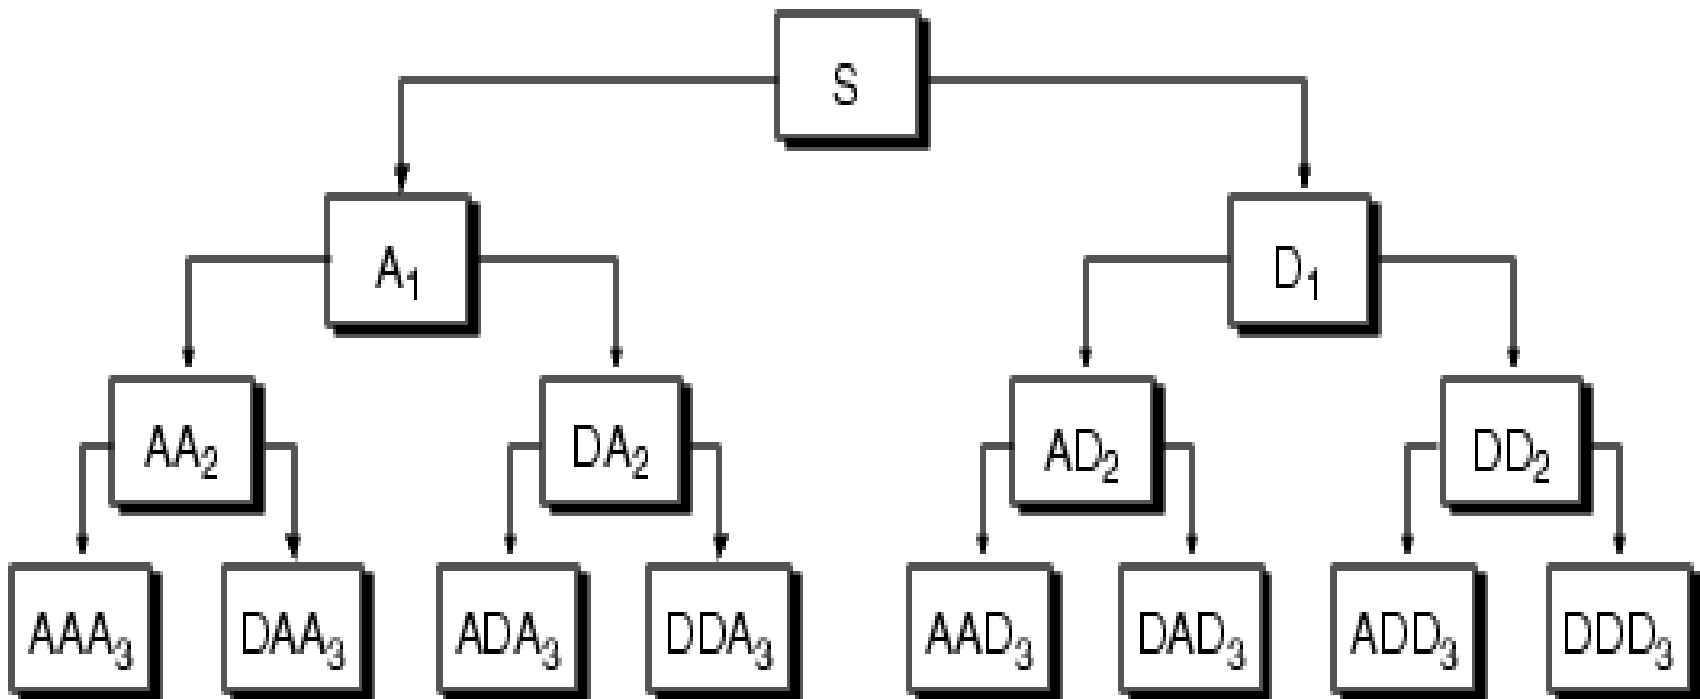 S
A₁ D₁
AA₂ DA₂ AD₂ DD₂
AAA₃ DAA₃ ADA₃ DDA₃ AAD₃ DAD₃ ADD₃ DDD₃